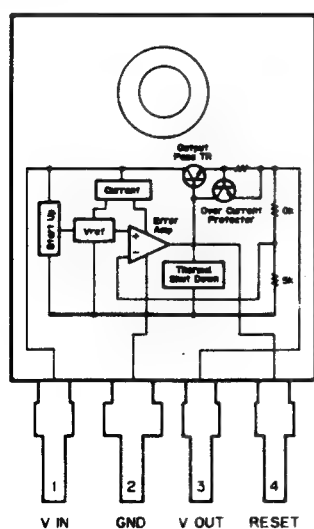 Output
Pass TR
Current
Over Current
Protector
Error
Amp
Start Up
Vref
+
−
Thermal
Shut Down
1
2
3
4
V IN
GND
V OUT
RESET